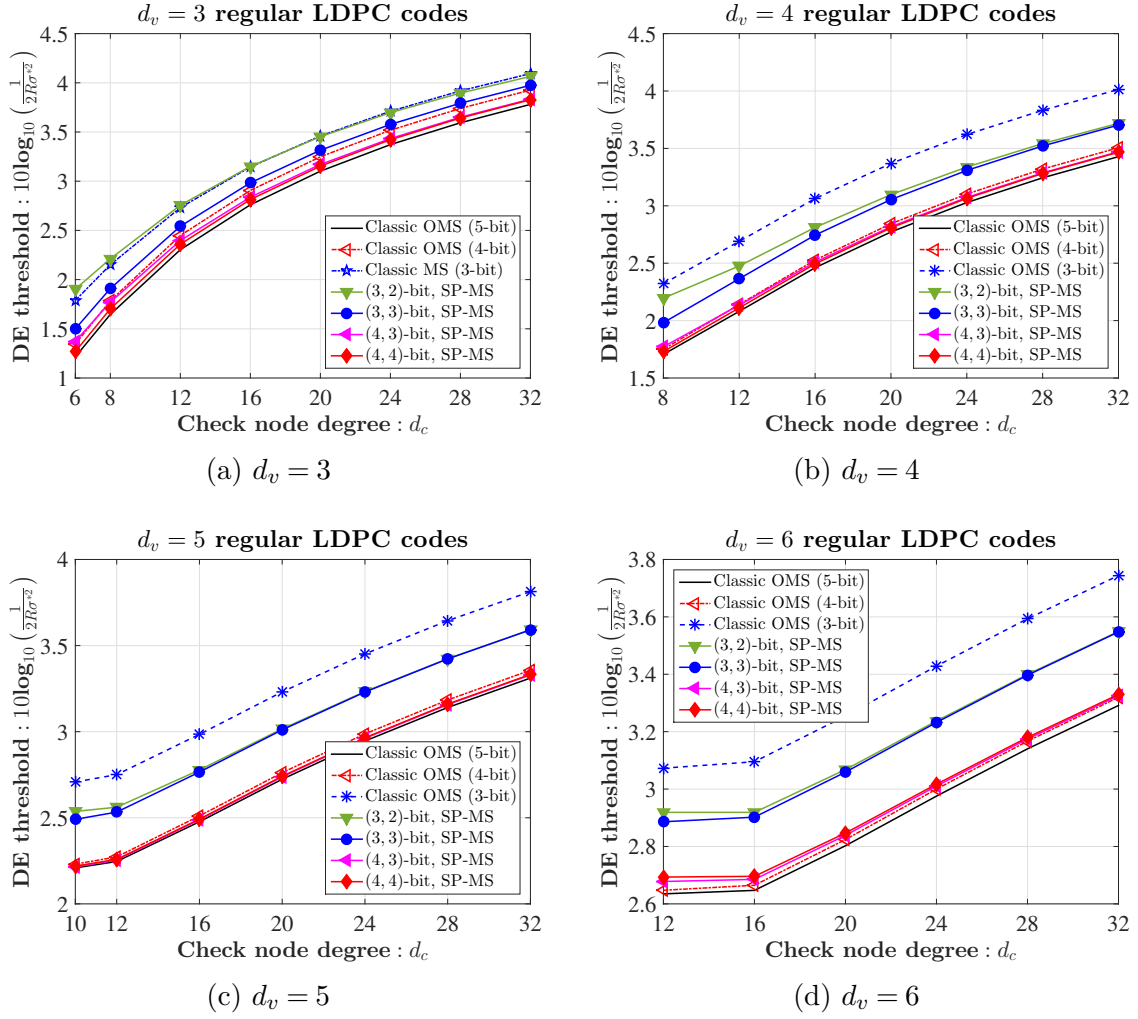 d_v = 3 regular LDPC codes
DE threshold : 10log_10 (1/(2Rσ*²))
4.5
4
3.5
3
2.5
2
1.5
1
Classic OMS (5-bit)
Classic OMS (4-bit)
Classic MS (3-bit)
(3, 2)-bit, SP-MS
(3, 3)-bit, SP-MS
(4, 3)-bit, SP-MS
(4, 4)-bit, SP-MS
6 8 12 16 20 24 28 32
Check node degree : d_c
(a) d_v = 3
d_v = 4 regular LDPC codes
DE threshold : 10log_10 (1/(2Rσ*²))
4.5
4
3.5
3
2.5
2
1.5
Classic OMS (5-bit)
Classic OMS (4-bit)
Classic OMS (3-bit)
(3, 2)-bit, SP-MS
(3, 3)-bit, SP-MS
(4, 3)-bit, SP-MS
(4, 4)-bit, SP-MS
8 12 16 20 24 28 32
Check node degree : d_c
(b) d_v = 4
d_v = 5 regular LDPC codes
DE threshold : 10log_10 (1/(2Rσ*²))
4
3.5
3
2.5
2
Classic OMS (5-bit)
Classic OMS (4-bit)
Classic OMS (3-bit)
(3, 2)-bit, SP-MS
(3, 3)-bit, SP-MS
(4, 3)-bit, SP-MS
(4, 4)-bit, SP-MS
10 12 16 20 24 28 32
Check node degree : d_c
(c) d_v = 5
d_v = 6 regular LDPC codes
DE threshold : 10log_10 (1/(2Rσ*²))
3.8
3.6
3.4
3.2
3
2.8
2.6
Classic OMS (5-bit)
Classic OMS (4-bit)
Classic OMS (3-bit)
(3, 2)-bit, SP-MS
(3, 3)-bit, SP-MS
(4, 3)-bit, SP-MS
(4, 4)-bit, SP-MS
12 16 20 24 28 32
Check node degree : d_c
(d) d_v = 6